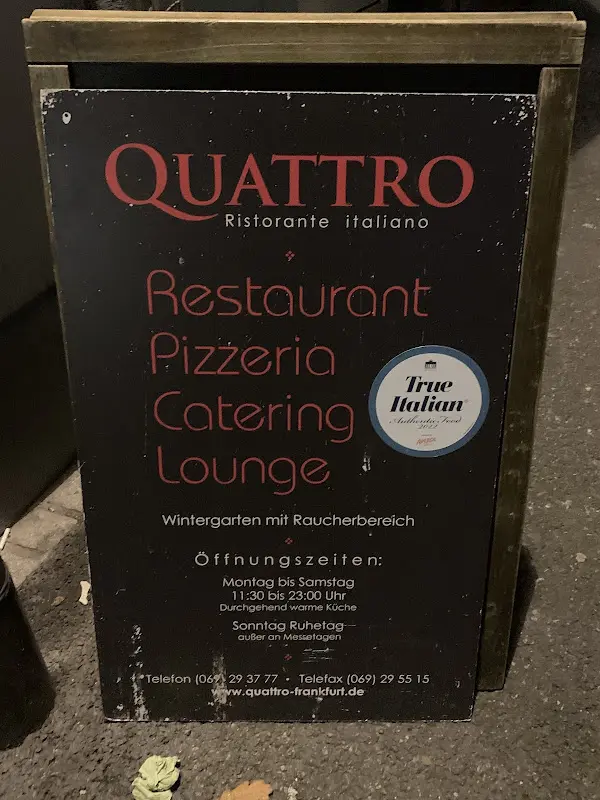 QUATTRO
Ristorante italiano
Restaurant
Pizzeria
Catering
Lounge
True
Italian
Authentic Food
Wintergarten mit Raucherbereich
Öffnungszeiten:
Montag bis Samstag
11:30 bis 23:00 Uhr
Durchgehend warme Küche
Sonntag Ruhetag
außer an Messetagen
Telefon (069) 29 37 77 • Telefax (069) 29 55 15
www.quattro-frankfurt.de